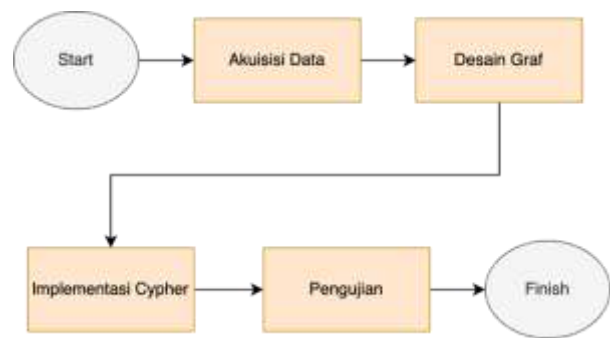 Start
Akuisisi Data
Desain Graf
Implementasi Cypher
Pengujian
Finish